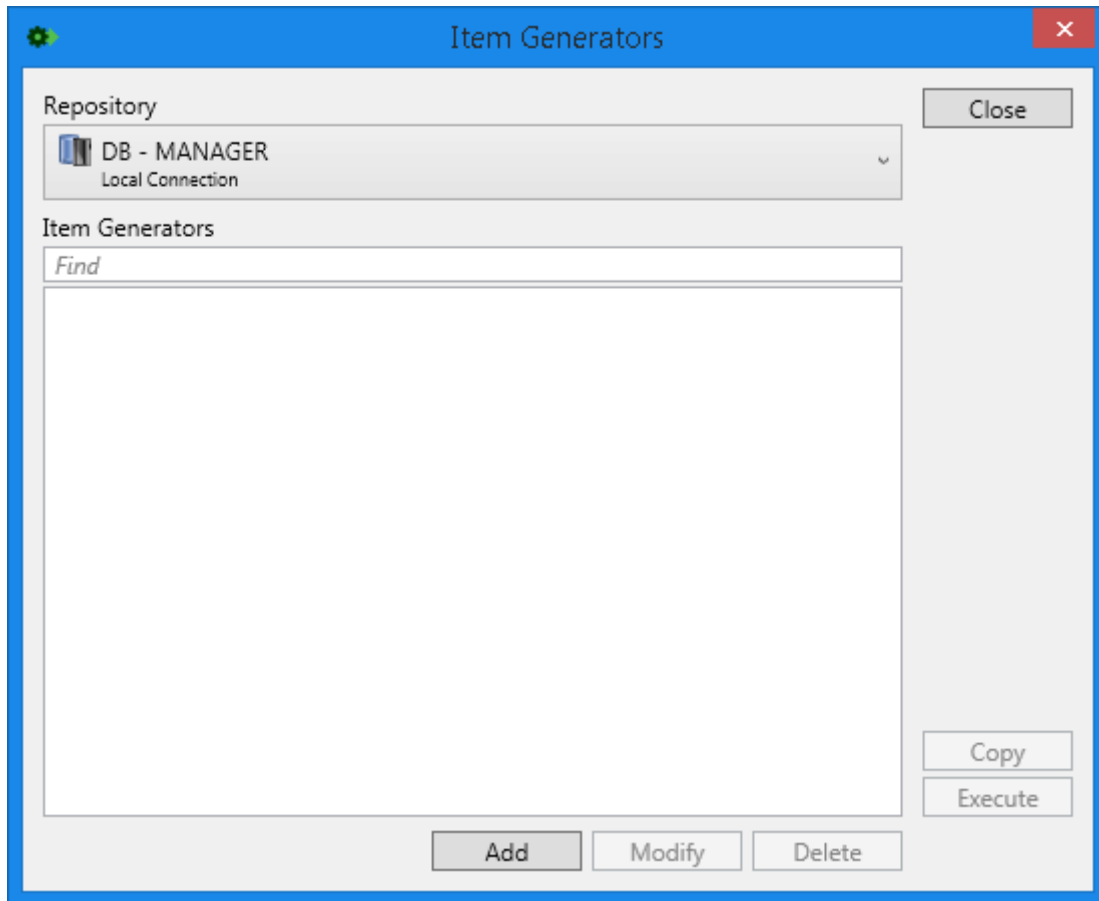 Item Generators
Repository
Close
DB - MANAGER
Local Connection
Item Generators
Find
Copy
Execute
Add
Modify
Delete